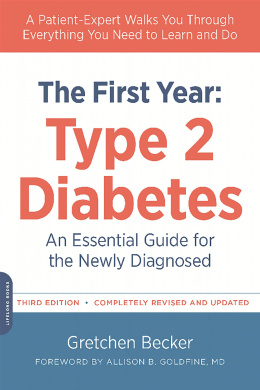 A Patient-Expert Walks You Through
Everything You Need to Learn and Do
The First Year:
Type 2
Diabetes
An Essential Guide for
the Newly Diagnosed
LIFELONG BOOKS
THIRD EDITION • COMPLETELY REVISED AND UPDATED
Gretchen Becker
FOREWORD BY ALLISON B. GOLDFINE, MD